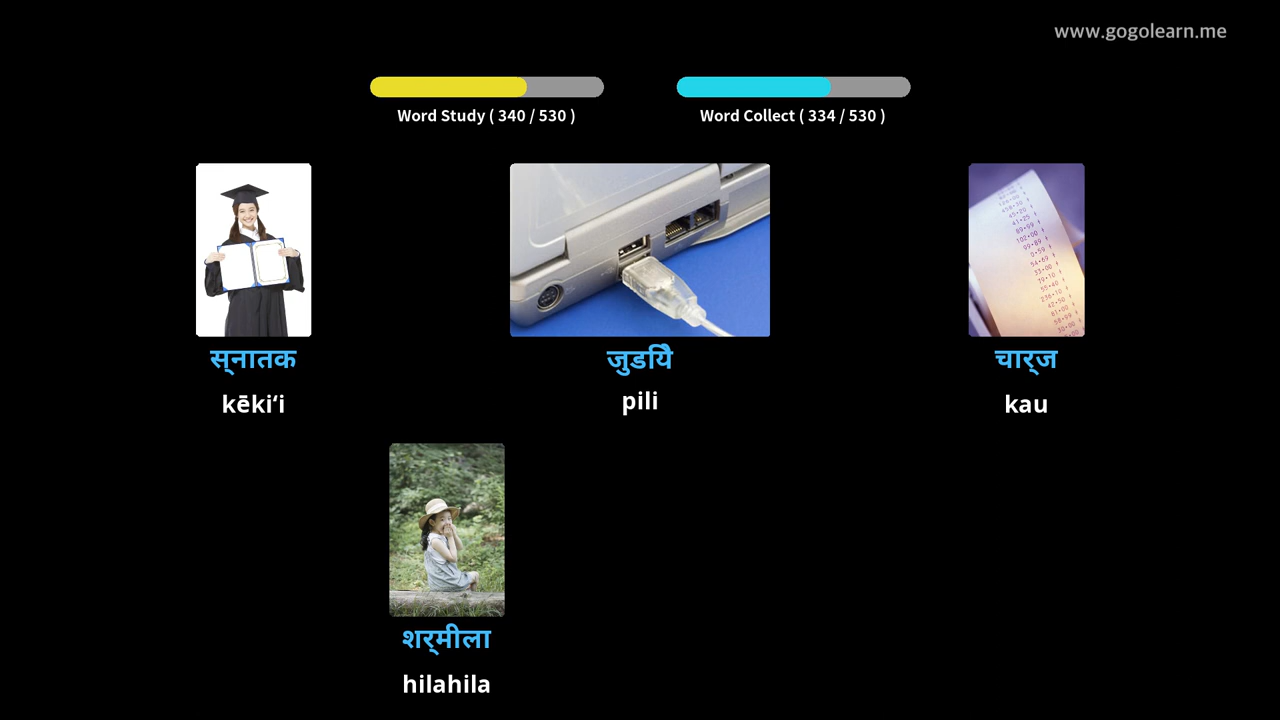 www.gogolearn.me
Word Study ( 340 / 530 )
Word Collect ( 334 / 530 )
स्नातक
जुडयिे
चार्ज
kēkiʻi
pili
kau
शर्मीला
hilahila